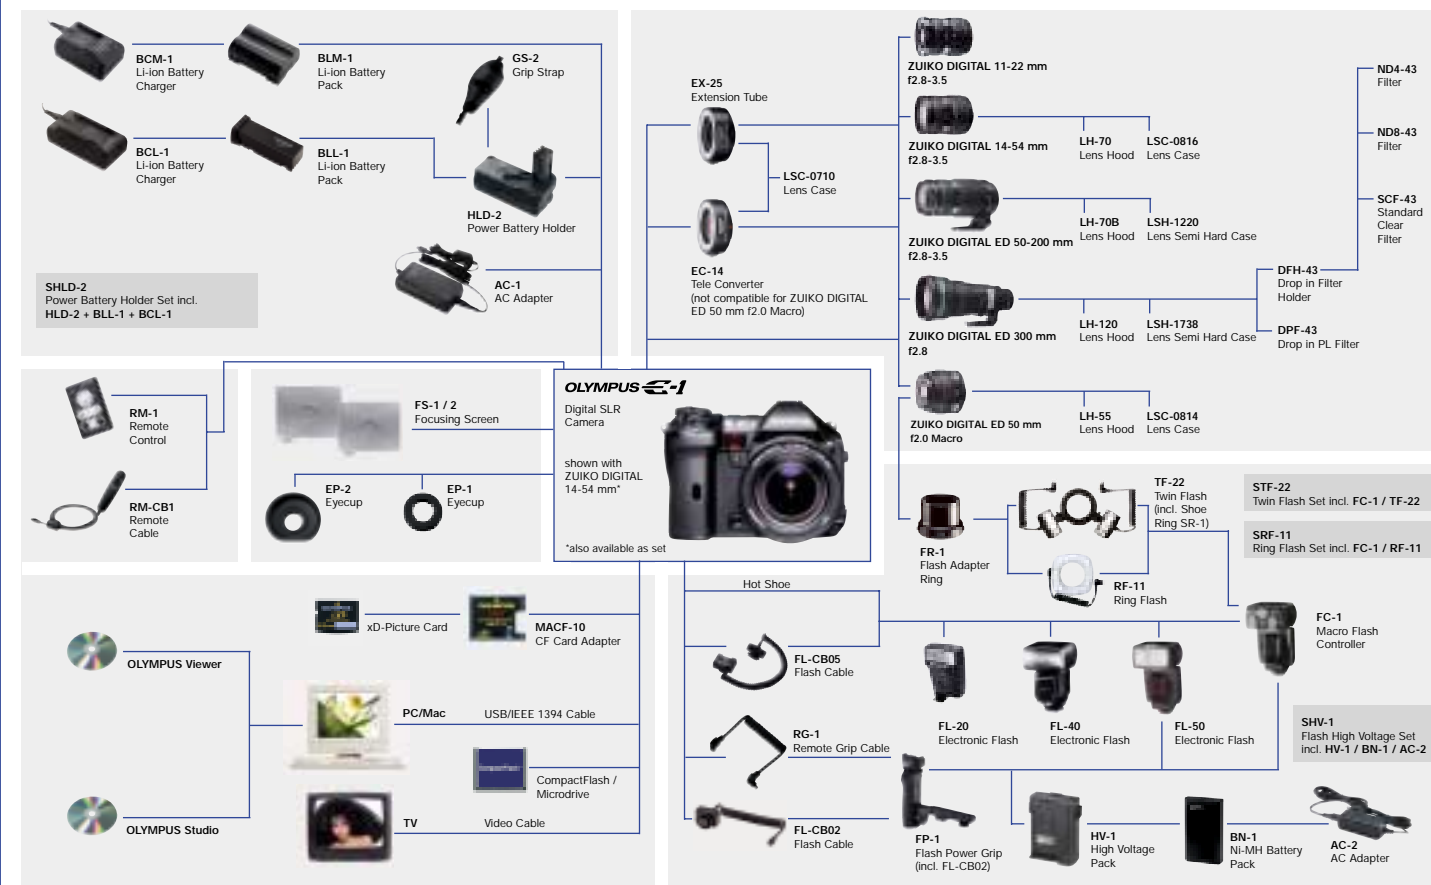 BCM-1
Li-ion Battery
Charger
BLM-1
Li-ion Battery
Pack
GS-2
Grip Strap
BCL-1
Li-ion Battery
Charger
BLL-1
Li-ion Battery
Pack
HLD-2
Power Battery Holder
AC-1
AC Adapter
SHLD-2
Power Battery Holder Set incl.
HLD-2 + BLL-1 + BCL-1
EX-25
Extension Tube
LSC-0710
Lens Case
EC-14
Tele Converter
(not compatible for ZUIKO DIGITAL
ED 50 mm f2.0 Macro)
ZUIKO DIGITAL 11-22 mm
f2.8-3.5
ZUIKO DIGITAL 14-54 mm
f2.8-3.5
LH-70
Lens Hood
LSC-0816
Lens Case
ZUIKO DIGITAL ED 50-200 mm
f2.8-3.5
LH-70B
Lens Hood
LSH-1220
Lens Semi Hard Case
ZUIKO DIGITAL ED 300 mm
f2.8
LH-120
Lens Hood
LSH-1738
Lens Semi Hard Case
ZUIKO DIGITAL ED 50 mm
f2.0 Macro
LH-55
Lens Hood
LSC-0814
Lens Case
ND4-43
Filter
ND8-43
Filter
SCF-43
Standard
Clear
Filter
DFH-43
Drop in Filter
Holder
DPF-43
Drop in PL Filter
RM-1
Remote
Control
RM-CB1
Remote
Cable
FS-1 / 2
Focusing Screen
EP-2
Eyecup
EP-1
Eyecup
OLYMPUS E-1
Digital SLR
Camera
shown with
ZUIKO DIGITAL
14-54 mm*
*also available as set
FR-1
Flash Adapter
Ring
TF-22
Twin Flash
(incl. Shoe
Ring SR-1)
RF-11
Ring Flash
STF-22
Twin Flash Set incl. FC-1 / TF-22
SRF-11
Ring Flash Set incl. FC-1 / RF-11
FC-1
Macro Flash
Controller
xD-Picture Card
MACF-10
CF Card Adapter
OLYMPUS Viewer
PC/Mac
USB/IEEE 1394 Cable
CompactFlash /
Microdrive
OLYMPUS Studio
TV
Video Cable
Hot Shoe
FL-CB05
Flash Cable
RG-1
Remote Grip Cable
FL-CB02
Flash Cable
FL-20
Electronic Flash
FL-40
Electronic Flash
FL-50
Electronic Flash
SHV-1
Flash High Voltage Set
incl. HV-1 / BN-1 / AC-2
FP-1
Flash Power Grip
(incl. FL-CB02)
HV-1
High Voltage
Pack
BN-1
Ni-MH Battery
Pack
AC-2
AC Adapter